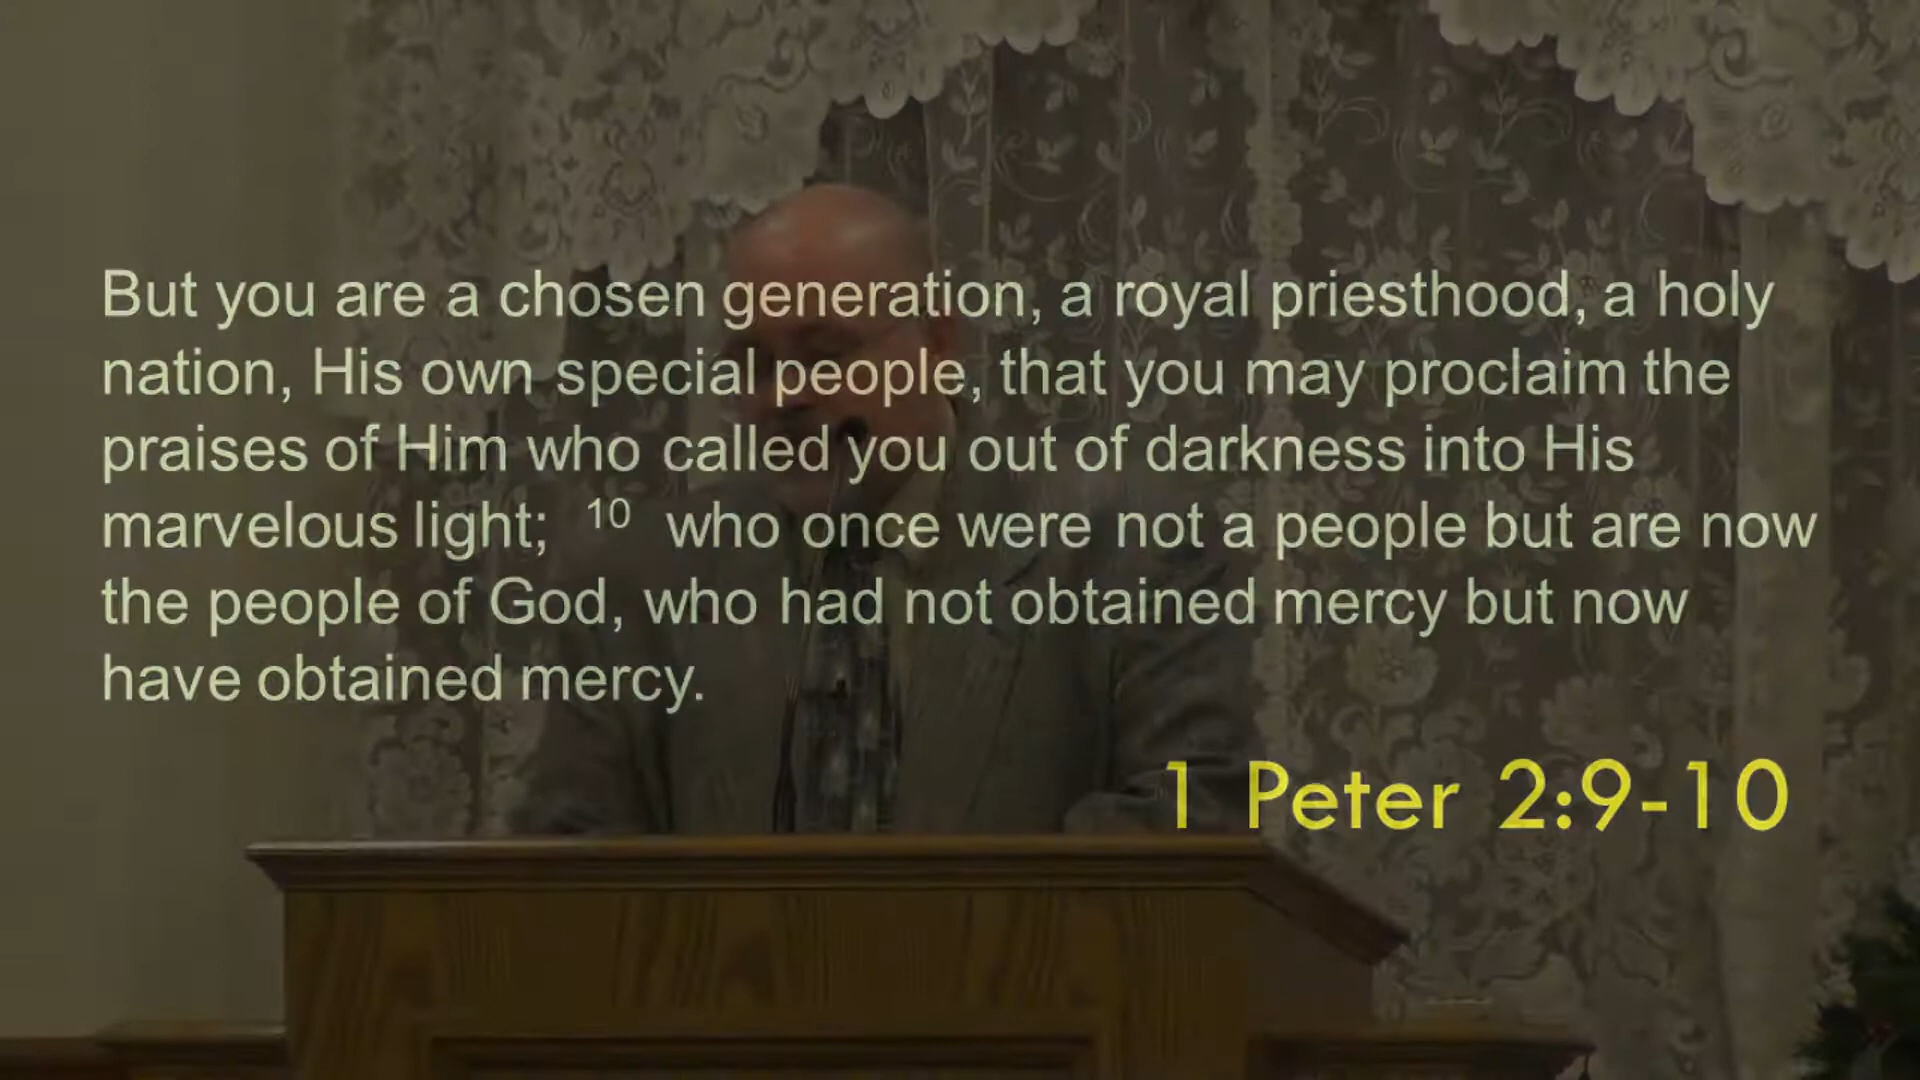 But you are a chosen generation, a royal priesthood, a holy
nation, His own special people, that you may proclaim the
praises of Him who called you out of darkness into His
marvelous light; 10 who once were not a people but are now
the people of God, who had not obtained mercy but now
have obtained mercy.
1 Peter 2:9-10